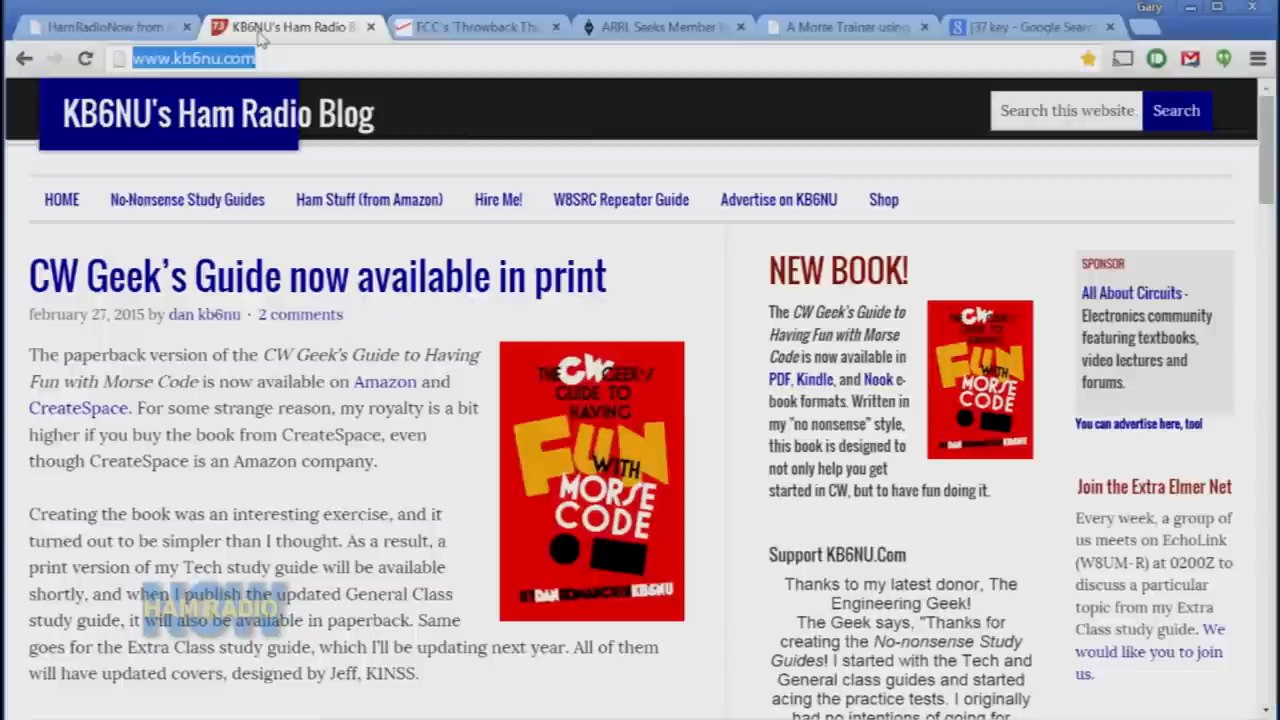 Gary
HamRadioNow from
KB6NU's Ham Radio B
FCC's 'Throwback Th
ARRL Seeks Member
A Morse Trainer using
(37 key - Google Search
www.kb6nu.com
KB6NU's Ham Radio Blog
Search this website.
Search
HOME
No-Nonsense Study Guides
Ham Stuff (from Amazon)
Hire Me!
W8SRC Repeater Guide
Advertise on KB6NU
Shop
CW Geek's Guide now available in print
february 27, 2015 by dan kb6nu · 2 comments
The paperback version of the CW Geek's Guide to Having
Fun with Morse Code is now available on Amazon and
CreateSpace. For some strange reason, my royalty is a bit
higher if you buy the book from CreateSpace, even
though CreateSpace is an Amazon company.
Creating the book was an interesting exercise, and it
turned out to be simpler than I thought. As a result, a
print version of my Tech study guide will be available
shortly, and when I publish the updated General Class
study guide, it will also be available in paperback. Same
goes for the Extra Class study guide, which I'll be updating next year. All of them
will have updated covers, designed by Jeff, K1NSS.
THE CW GEEK'S
GUIDE TO
HAVING
FUN
WITH
MORSE
CODE
BY DAN ROMANCHIK KB6NU
HAM RADIO
NOW
NEW BOOK!
The CW Geek's Guide to
Having Fun with Morse
Code is now available in
PDF, Kindle, and Nook e-
book formats. Written in
my "no nonsense" style,
this book is designed to
not only help you get
started in CW, but to have fun doing it.
THE CW GEEK'S
GUIDE TO
HAVING
FUN
WITH
MORSE
CODE
BY DAN ROMANCHIK KB6NU
Support KB6NU.Com
Thanks to my latest donor, The
Engineering Geek!
The Geek says, "Thanks for
creating the No-nonsense Study
Guides! I started with the Tech and
General class guides and started
acing the practice tests. I originally
had no intentions of going for
SPONSOR
All About Circuits -
Electronics community
featuring textbooks,
video lectures and
forums.
You can advertise here, too!
Join the Extra Elmer Net
Every week, a group of
us meets on EchoLink
(W8UM-R) at 0200Z to
discuss a particular
topic from my Extra
Class study guide. We
would like you to join
us.